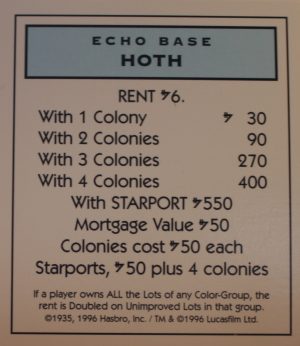 ECHO BASE
HOTH
RENT 6.
With 1 Colony 30
With 2 Colonies 90
With 3 Colonies 270
With 4 Colonies 400
With STARPORT 550
Mortgage Value 50
Colonies cost 50 each
Starports, 50 plus 4 colonies
If a player owns ALL the Lots of any Color-Group, the
rent is Doubled on Unimproved Lots in that group.
©1935, 1996 Hasbro, Inc. / TM & ©1996 Lucasfilm Ltd.